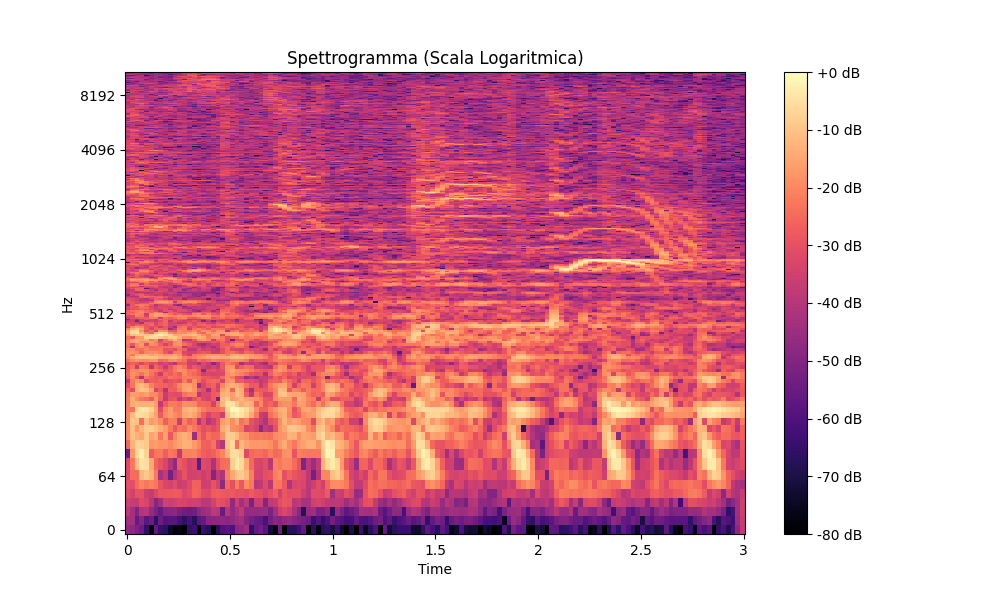 Spettrogramma (Scala Logaritmica)
Hz
8192
4096
2048
1024
512
256
128
64
0
0 0.5 1 1.5 2 2.5 3
Time
+0 dB
-10 dB
-20 dB
-30 dB
-40 dB
-50 dB
-60 dB
-70 dB
-80 dB